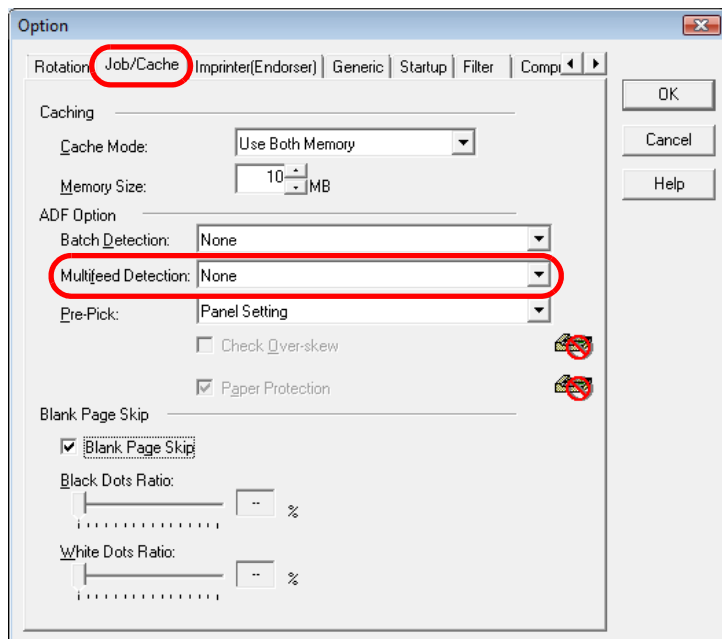 Option
Rotation Job/Cache Imprinter(Endorser) Generic Startup Filter Compr
OK
Caching
Cancel
Cache Mode: Use Both Memory
Help
Memory Size: 10 MB
ADF Option
Batch Detection: None
Multifeed Detection: None
Pre-Pick: Panel Setting
Check Over-skew
Paper Protection
Blank Page Skip
Blank Page Skip
Black Dots Ratio:
-- %
White Dots Ratio:
-- %